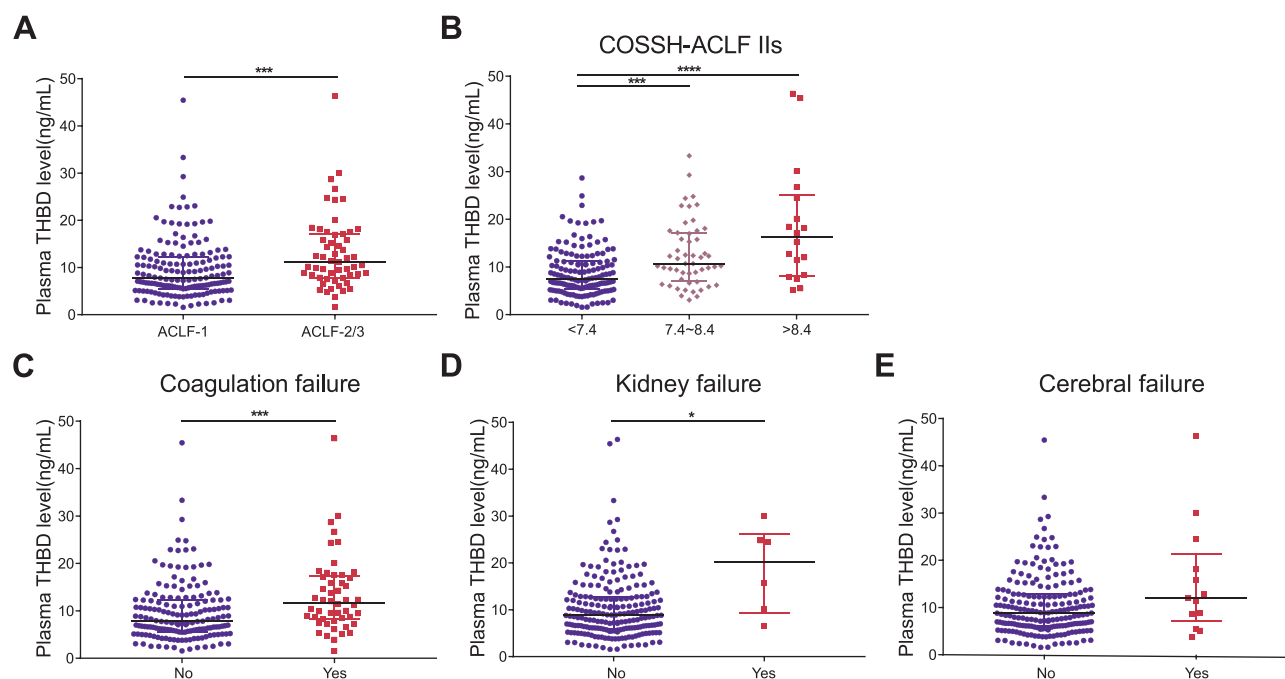 A
Plasma THBD level(ng/mL)
50
40
30
20
10
0
***
ACLF-1
ACLF-2/3
B
COSSH-ACLF IIs
Plasma THBD level(ng/mL)
50
40
30
20
10
0
****
***
<7.4
7.4~8.4
>8.4
C
Coagulation failure
Plasma THBD level(ng/mL)
50
40
30
20
10
0
***
No
Yes
D
Kidney failure
Plasma THBD level(ng/mL)
50
40
30
20
10
0
*
No
Yes
E
Cerebral failure
Plasma THBD level(ng/mL)
50
40
30
20
10
0
No
Yes